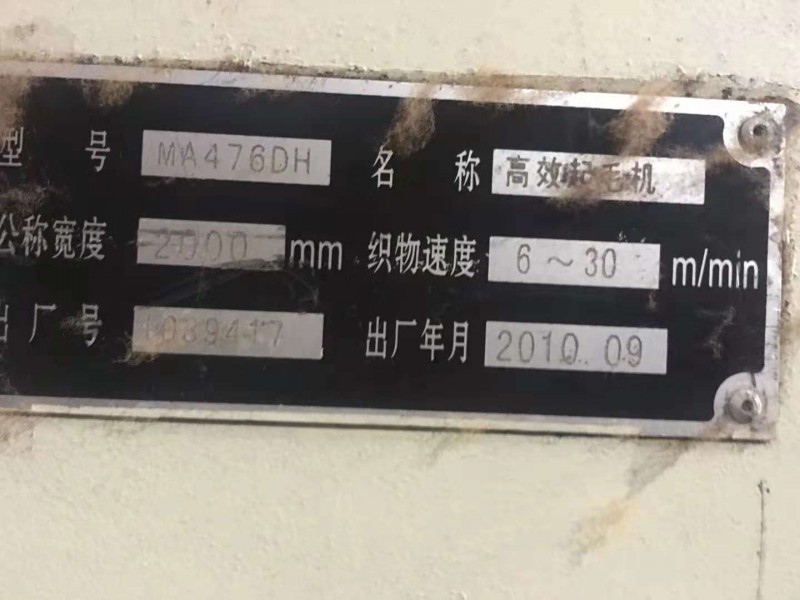 型 号 MA476DH 名 称 高效起毛机
公称宽度 2000 mm 织物速度 6～30 m/min
出厂号 1039417 出厂年月 2010.09